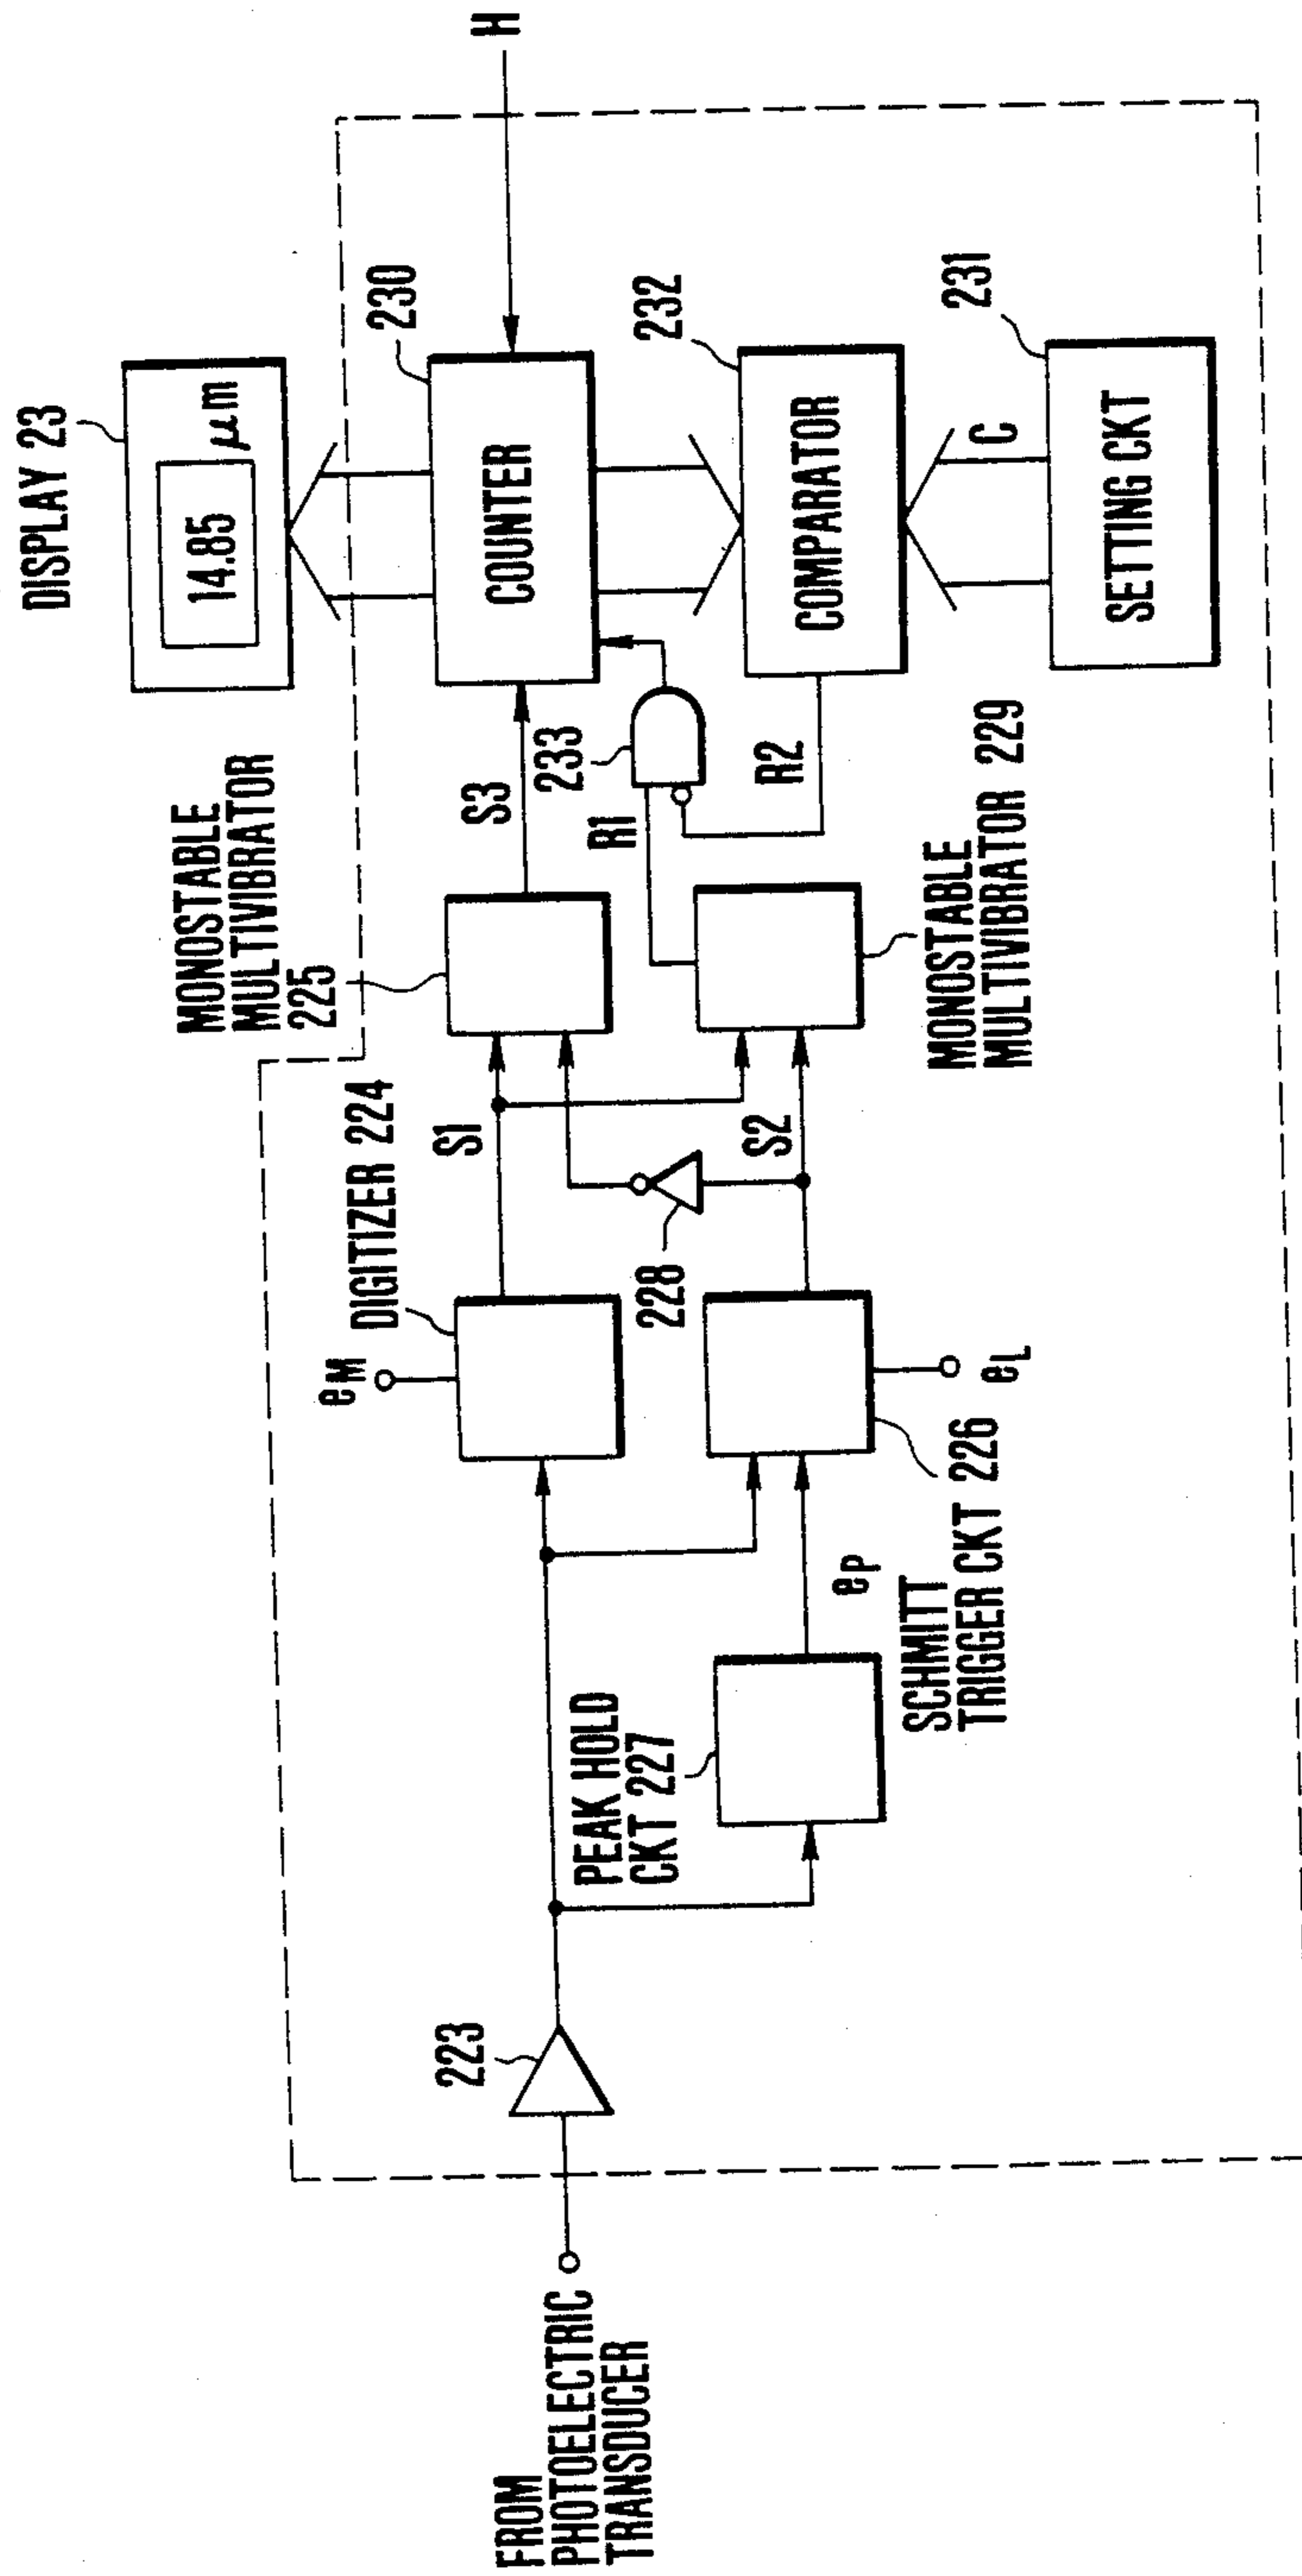 DISPLAY 23
14.85
μm
H
MONOSTABLE
MULTIVIBRATOR
225
230
COUNTER
S3
233
R1
R2
232
COMPARATOR
C
231
SETTING CKT
MONOSTABLE
MULTIVIBRATOR 229
DIGITIZER 224
eM
S1
S2
228
eL
SCHMITT
TRIGGER CKT 226
eP
PEAK HOLD
CKT 227
223
FROM
PHOTOELECTRIC
TRANSDUCER